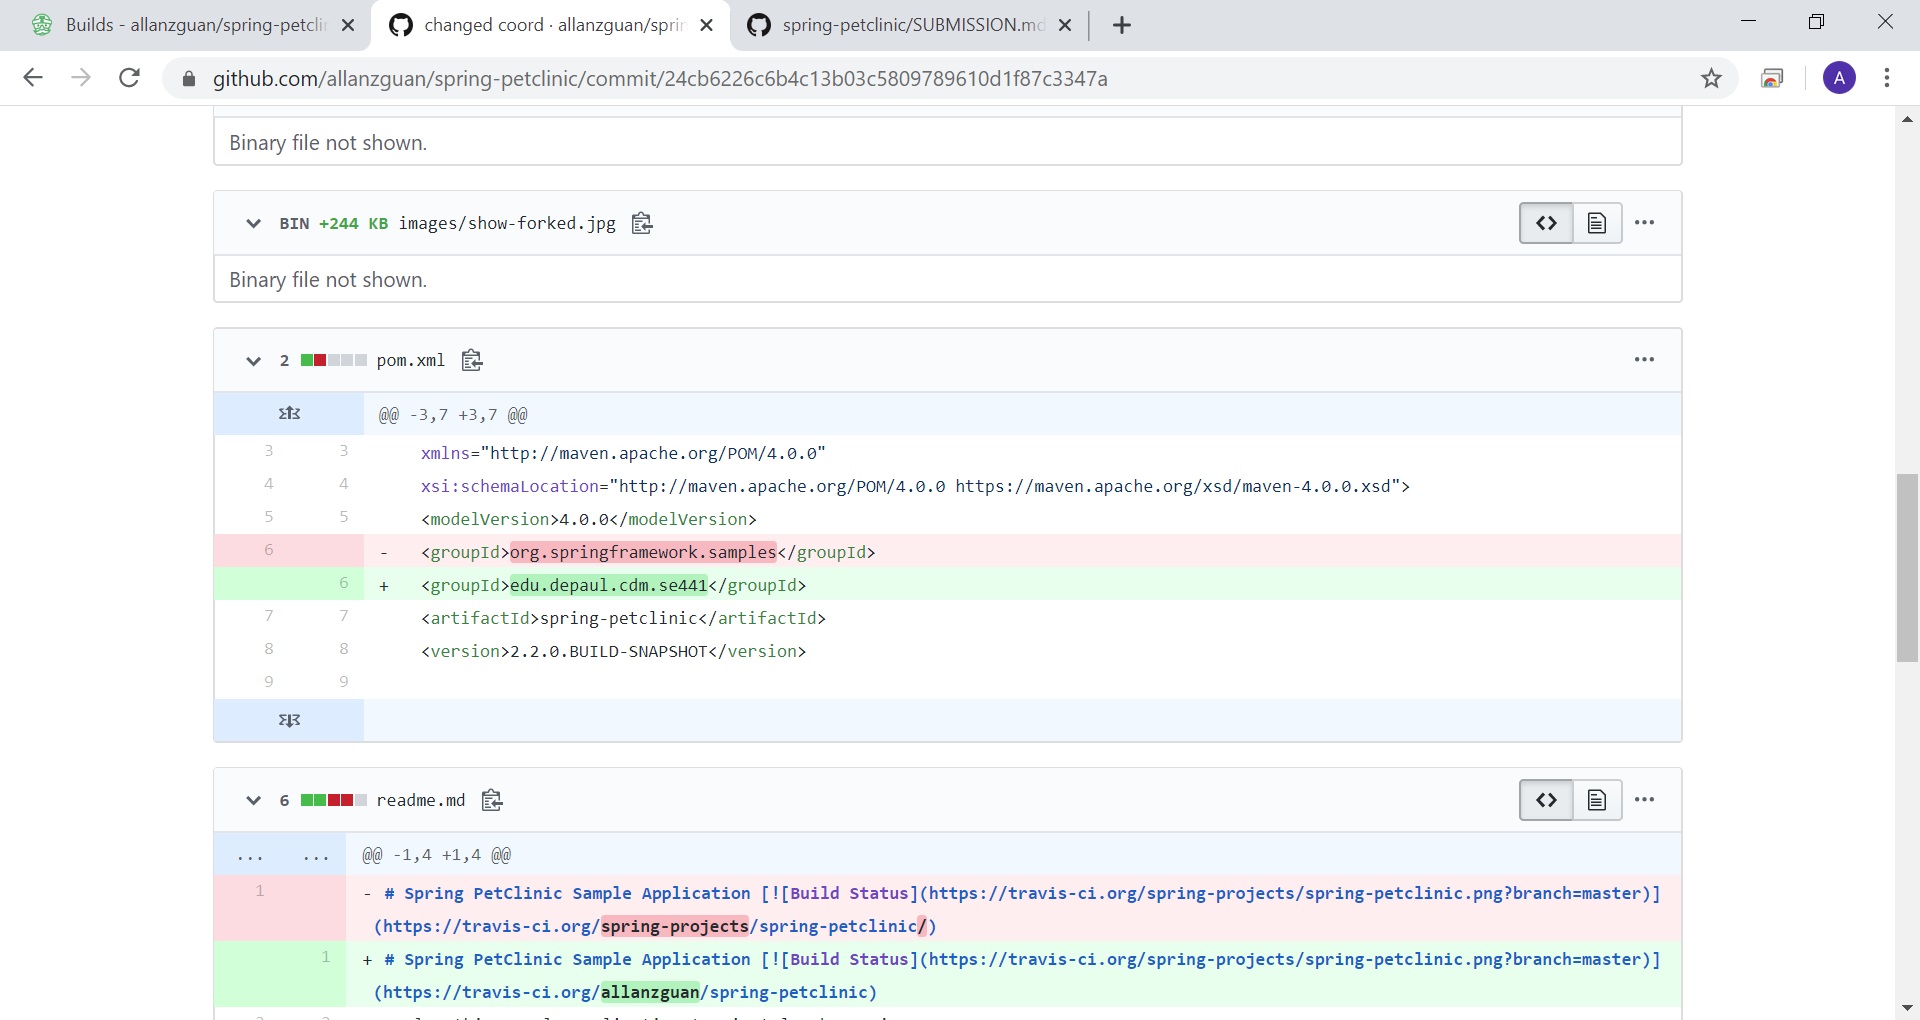 Builds - allanzguan/spring-petclin
changed coord · allanzguan/sprin
spring-petclinic/SUBMISSION.md
github.com/allanzguan/spring-petclinic/commit/24cb6226c6b4c13b03c5809789610d1f87c3347a
A
Binary file not shown.
BIN +244 KB images/show-forked.jpg
Binary file not shown.
2 pom.xml
@@ -3,7 +3,7 @@
3 3 xmlns="http://maven.apache.org/POM/4.0.0"
4 4 xsi:schemaLocation="http://maven.apache.org/POM/4.0.0 https://maven.apache.org/xsd/maven-4.0.0.xsd">
5 5 <modelVersion>4.0.0</modelVersion>
6 - <groupId>org.springframework.samples</groupId>
6 + <groupId>edu.depaul.cdm.se441</groupId>
7 7 <artifactId>spring-petclinic</artifactId>
8 8 <version>2.2.0.BUILD-SNAPSHOT</version>
9 9
6 readme.md
... ... @@ -1,4 +1,4 @@
1 - # Spring PetClinic Sample Application [![Build Status](https://travis-ci.org/spring-projects/spring-petclinic.png?branch=master)]
(https://travis-ci.org/spring-projects/spring-petclinic/)
1 + # Spring PetClinic Sample Application [![Build Status](https://travis-ci.org/spring-projects/spring-petclinic.png?branch=master)]
(https://travis-ci.org/allanzguan/spring-petclinic)